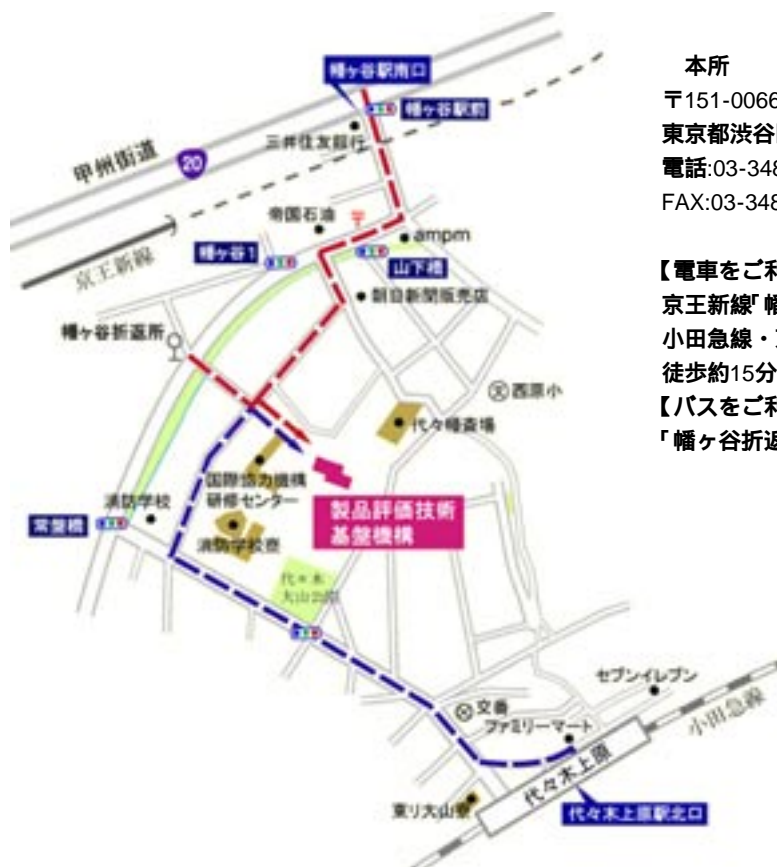 幡ヶ谷駅南口
幡ヶ谷駅前
三井住友銀行
甲州街道
20
帝国石油
〒
ampm
幡ヶ谷1
山下橋
京王新線
朝日新聞販売店
幡ヶ谷折返所
文
西原小
代々幡斎場
国際協力機構
研修センター
製品評価技術
基盤機構
消防学校
常盤橋
消防学校寮
代々木
大山公園
セブンイレブン
交番
ファミリーマート
小田急線
代々木上原
東リ大山寮
代々木上原駅北口
本所
〒151-0066
東京都渋谷
電話:03-348
FAX:03-348
【電車をご利
京王新線「幡
小田急線・
徒歩約15分
【バスをご利
「幡ヶ谷折返